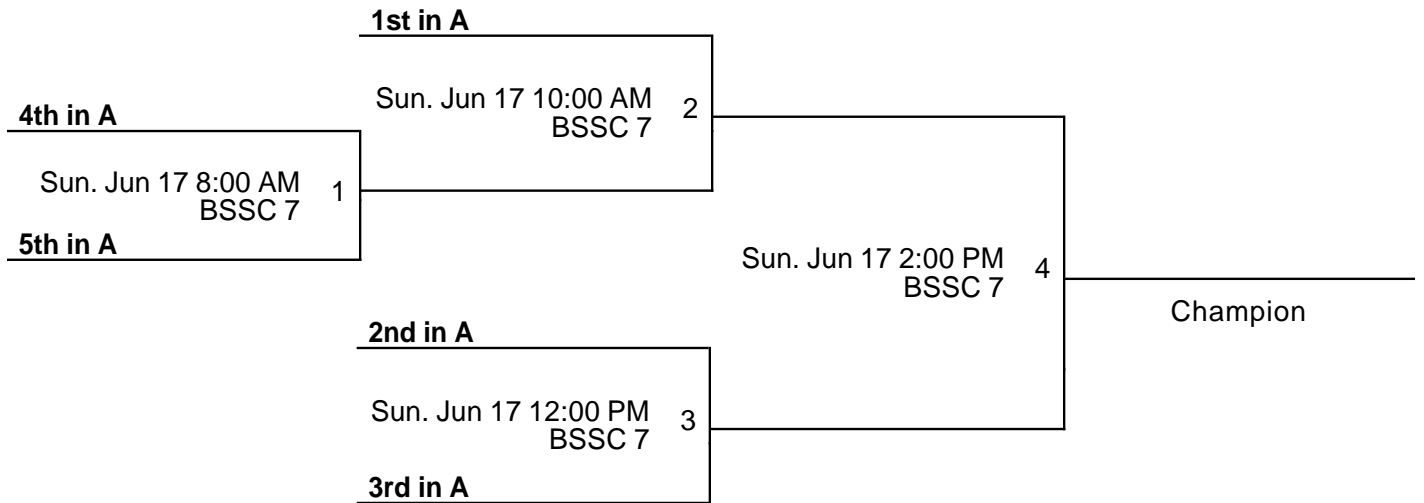 1st in A
Sun. Jun 17 10:00 AM
BSSC 7
2
4th in A
Sun. Jun 17 8:00 AM
BSSC 7
1
5th in A
Sun. Jun 17 2:00 PM
BSSC 7
4
Champion
2nd in A
Sun. Jun 17 12:00 PM
BSSC 7
3
3rd in A